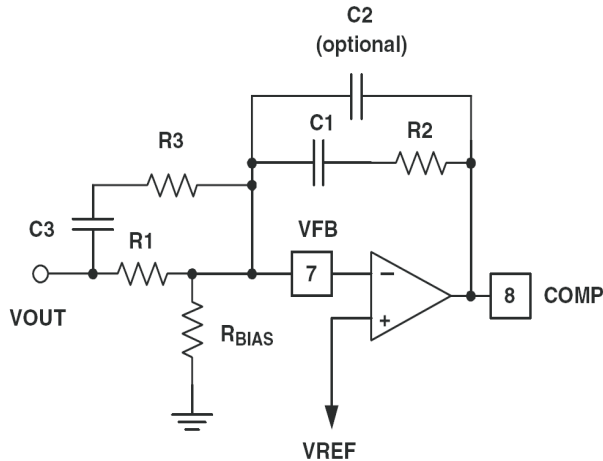 C2
(optional)
C1
R2
R3
C3
R1
VFB
7
8
COMP
VOUT
RBIAS
VREF